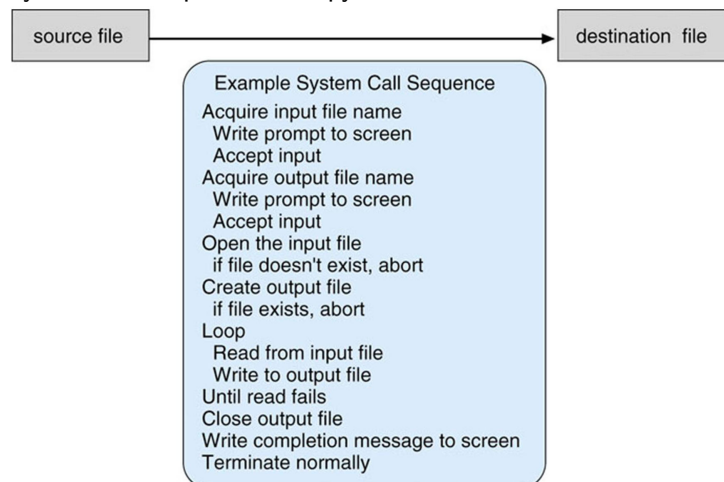 source file
destination file
Example System Call Sequence
Acquire input file name
Write prompt to screen
Accept input
Acquire output file name
Write prompt to screen
Accept input
Open the input file
if file doesn't exist, abort
Create output file
if file exists, abort
Loop
Read from input file
Write to output file
Until read fails
Close output file
Write completion message to screen
Terminate normally